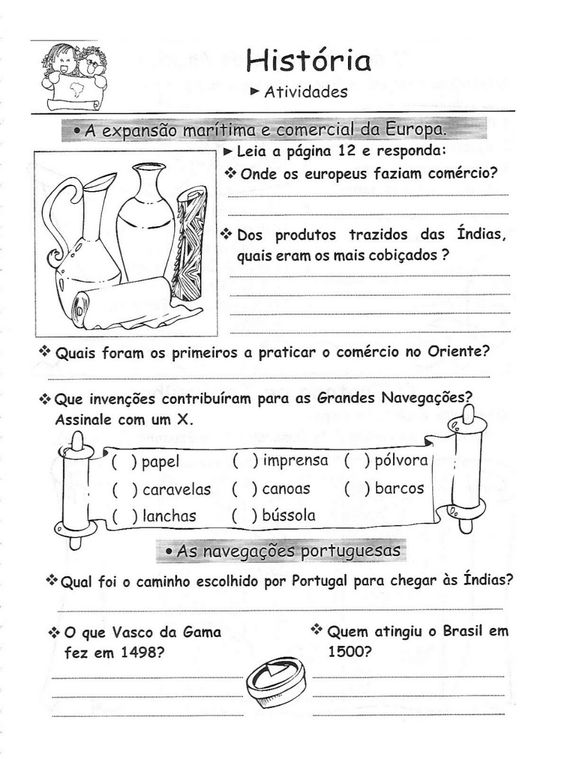 História
► Atividades
• A expansão marítima e comercial da Europa.
► Leia a página 12 e responda:
❖ Onde os europeus faziam comércio?
❖ Dos produtos trazidos das Índias,
quais eram os mais cobiçados ?
❖ Quais foram os primeiros a praticar o comércio no Oriente?
❖ Que invenções contribuíram para as Grandes Navegações?
Assinale com um X.
( ) papel ( ) imprensa ( ) pólvora
( ) caravelas ( ) canoas ( ) barcos
( ) lanchas ( ) bússola
• As navegações portuguesas
❖ Qual foi o caminho escolhido por Portugal para chegar às Índias?
❖ O que Vasco da Gama
fez em 1498?
❖ Quem atingiu o Brasil em
1500?